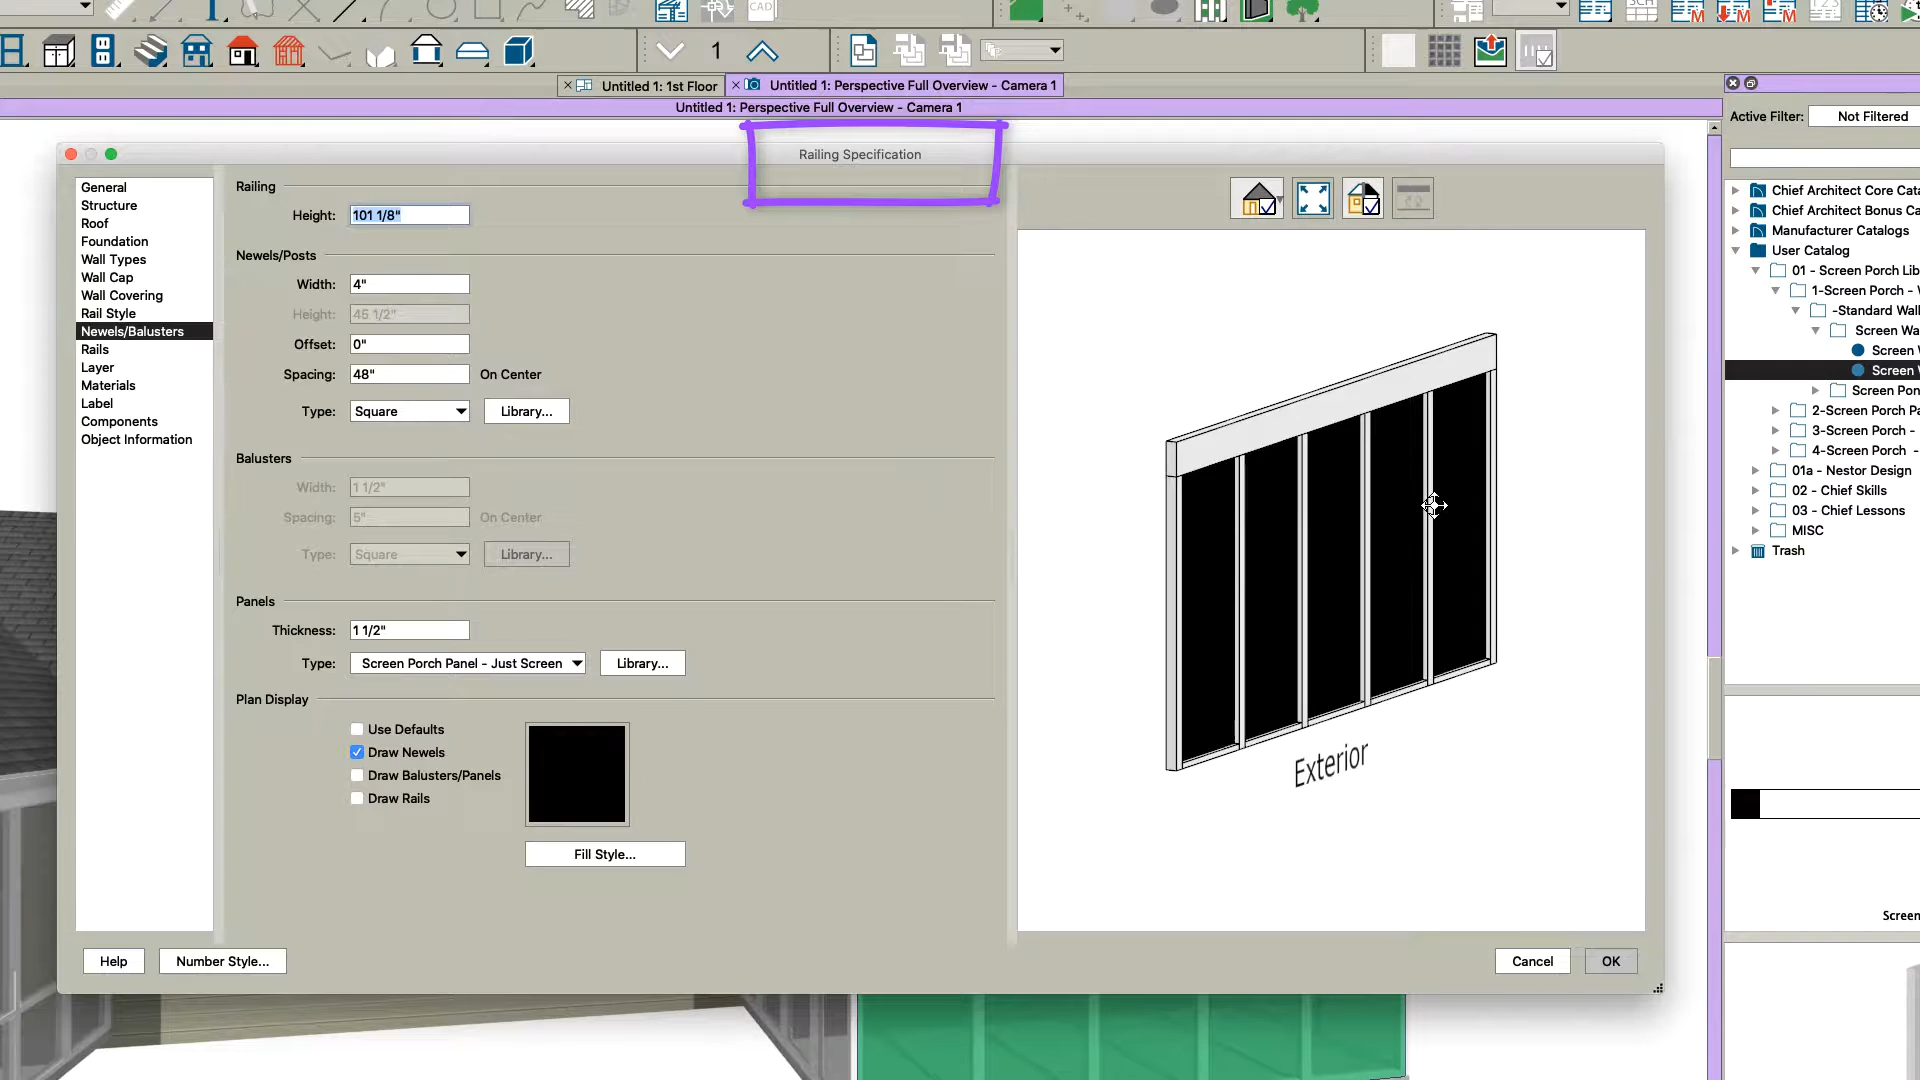 CAD
SCH
M
M
M
123
1
Untitled 1: 1st Floor
Untitled 1: Perspective Full Overview - Camera 1
Untitled 1: Perspective Full Overview - Camera 1
Railing Specification
General
Structure
Roof
Foundation
Wall Types
Wall Cap
Wall Covering
Rail Style
Newels/Balusters
Rails
Layer
Materials
Label
Components
Object Information
Railing
Height: 101 1/8"
Newels/Posts
Width: 4"
Height: 45 1/2"
Offset: 0"
Spacing: 48" On Center
Type: Square Library...
Balusters
Width: 1 1/2"
Spacing: 5" On Center
Type: Square Library...
Panels
Thickness: 1 1/2"
Type: Screen Porch Panel - Just Screen Library...
Plan Display
Use Defaults
Draw Newels
Draw Balusters/Panels
Draw Rails
Fill Style...
Exterior
Help
Number Style...
Cancel
OK
Active Filter: Not Filtered
Chief Architect Core Cata
Chief Architect Bonus Ca
Manufacturer Catalogs
User Catalog
01 - Screen Porch Lib
1-Screen Porch - W
-Standard Wall
Screen Wa
Screen W
Screen W
Screen Pon
2-Screen Porch Pa
3-Screen Porch -
4-Screen Porch -
01a - Nestor Design
02 - Chief Skills
03 - Chief Lessons
MISC
Trash
Screen